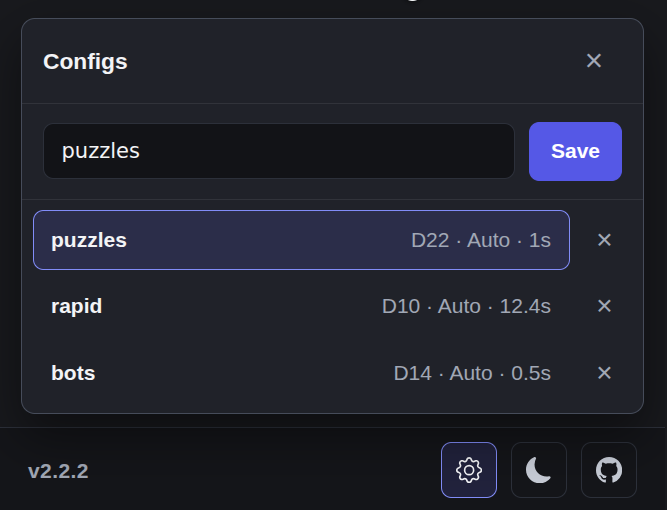 Configs ✕
puzzles Save
puzzles D22 · Auto · 1s ✕
rapid D10 · Auto · 12.4s ✕
bots D14 · Auto · 0.5s ✕
v2.2.2